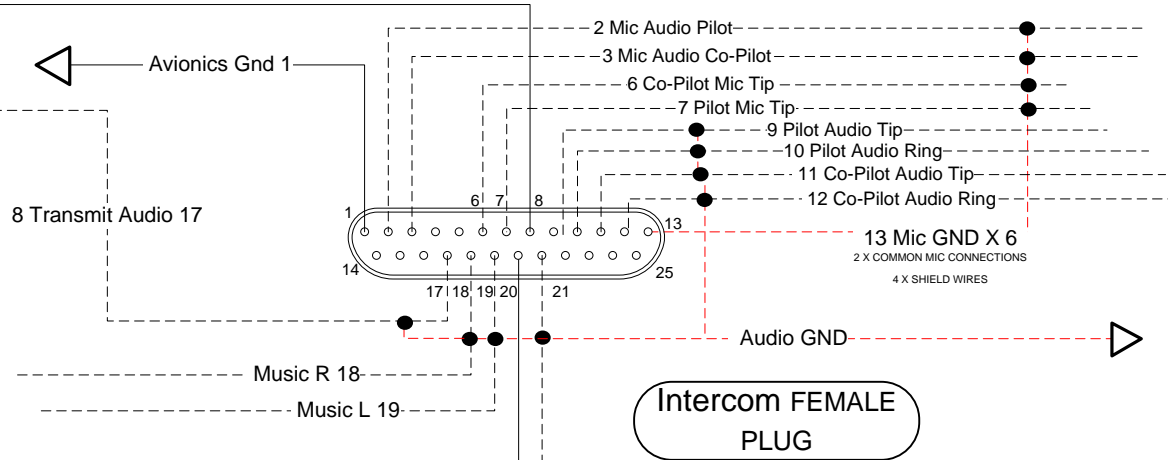 2 Mic Audio Pilot
Avionics Gnd 1
3 Mic Audio Co-Pilot
6 Co-Pilot Mic Tip
7 Pilot Mic Tip
9 Pilot Audio Tip
10 Pilot Audio Ring
11 Co-Pilot Audio Tip
12 Co-Pilot Audio Ring
8 Transmit Audio 17
1 6 7 8 13
13 Mic GND X 6
2 X COMMON MIC CONNECTIONS
4 X SHIELD WIRES
14 25
17 18 19 20 21
Audio GND
Music R 18
Music L 19
Intercom FEMALE
PLUG